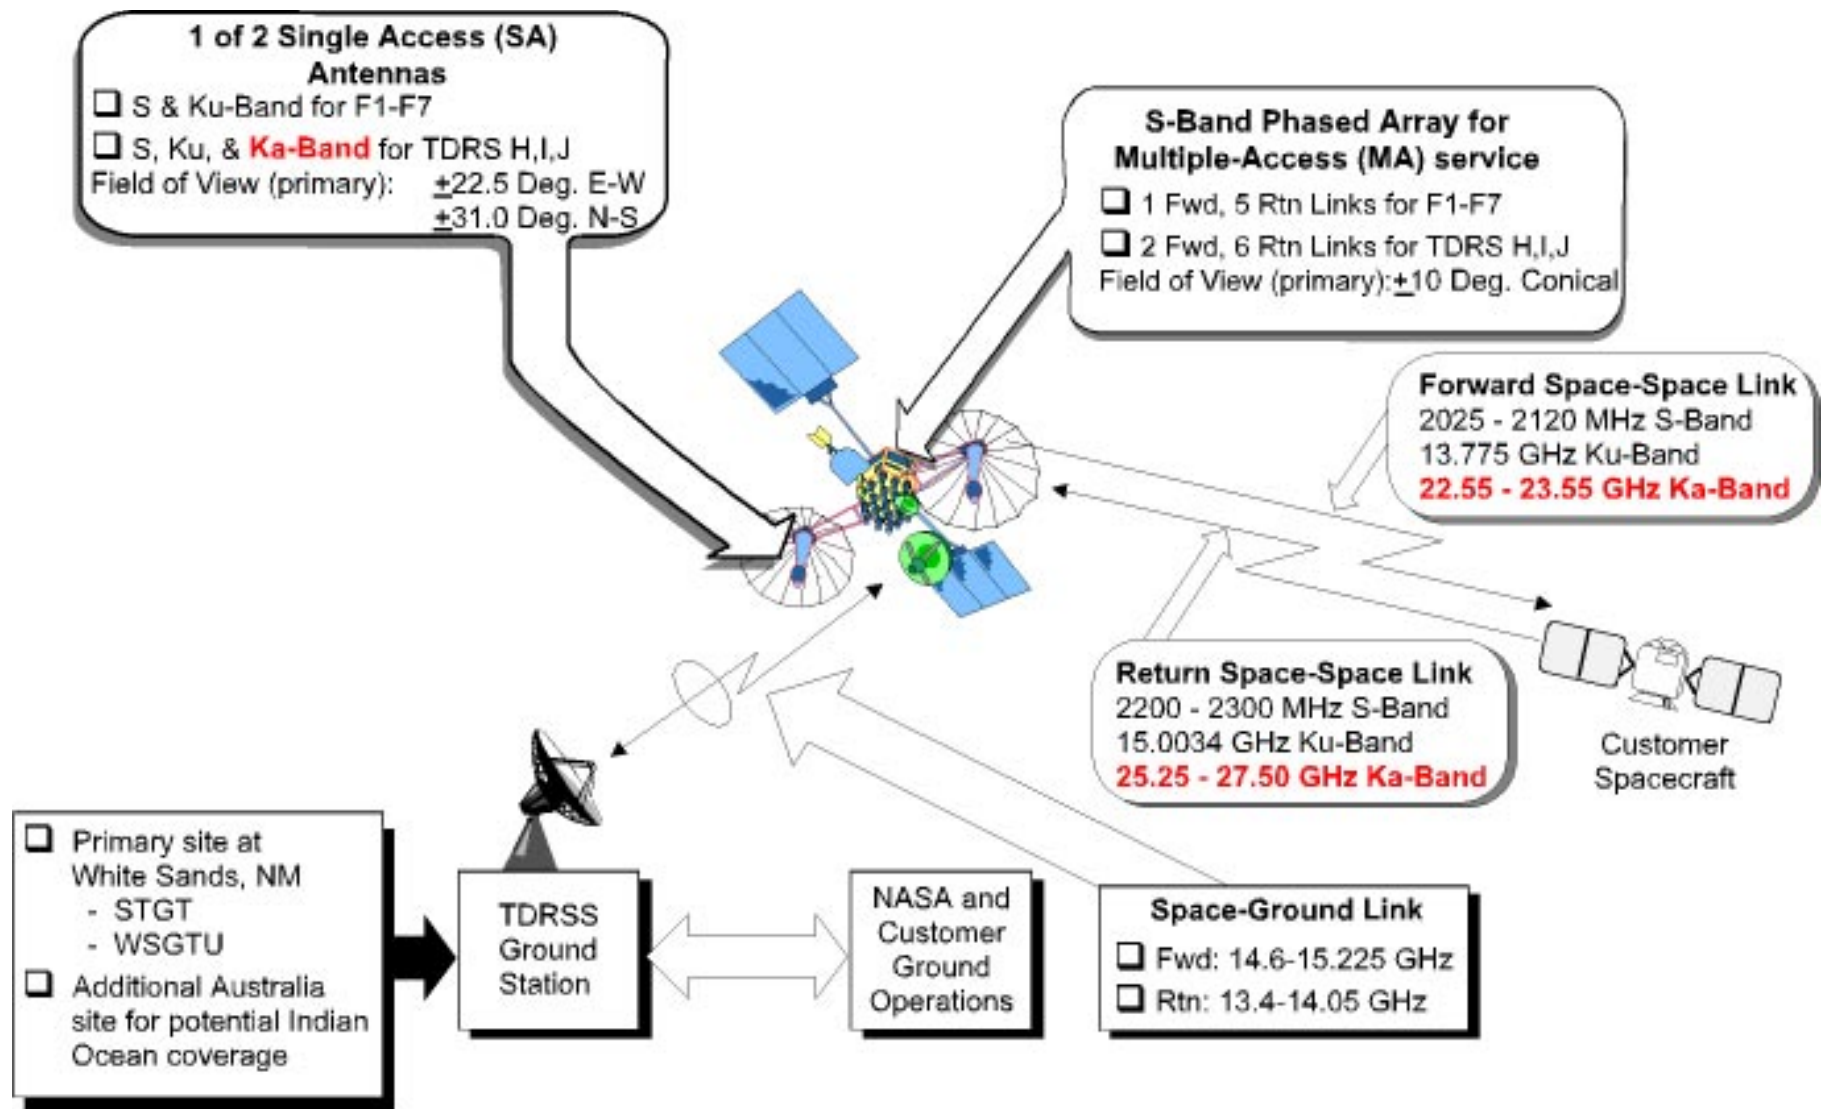 1 of 2 Single Access (SA)
Antennas
❑ S & Ku-Band for F1-F7
❑ S, Ku, & Ka-Band for TDRS H,I,J
Field of View (primary): ±22.5 Deg. E-W
±31.0 Deg. N-S
S-Band Phased Array for
Multiple-Access (MA) service
❑ 1 Fwd, 5 Rtn Links for F1-F7
❑ 2 Fwd, 6 Rtn Links for TDRS H,I,J
Field of View (primary):±10 Deg. Conical
Forward Space-Space Link
2025 - 2120 MHz S-Band
13.775 GHz Ku-Band
22.55 - 23.55 GHz Ka-Band
Return Space-Space Link
2200 - 2300 MHz S-Band
15.0034 GHz Ku-Band
25.25 - 27.50 GHz Ka-Band
Customer
Spacecraft
❑ Primary site at
White Sands, NM
- STGT
- WSGTU
❑ Additional Australia
site for potential Indian
Ocean coverage
TDRSS
Ground
Station
NASA and
Customer
Ground
Operations
Space-Ground Link
❑ Fwd: 14.6-15.225 GHz
❑ Rtn: 13.4-14.05 GHz